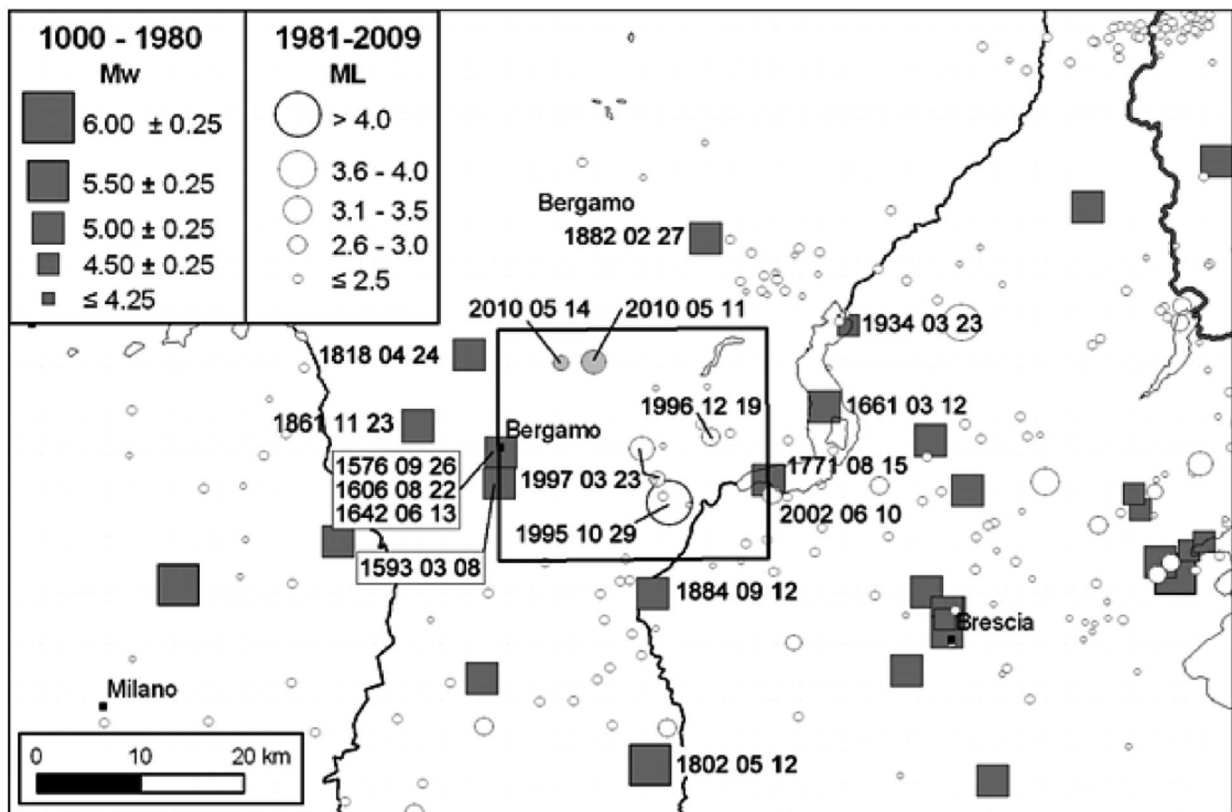 1000 - 1980
Mw
6.00 ± 0.25
5.50 ± 0.25
5.00 ± 0.25
4.50 ± 0.25
≤ 4.25
1981-2009
ML
> 4.0
3.6 - 4.0
3.1 - 3.5
2.6 - 3.0
≤ 2.5
Bergamo
1882 02 27
2010 05 14
2010 05 11
1934 03 23
1818 04 24
1996 12 19
1661 03 12
1861 11 23
Bergamo
1576 09 26
1606 08 22
1642 06 13
1997 03 23
1771 08 15
2002 06 10
1995 10 29
1593 03 08
1884 09 12
Brescia
Milano
0 10 20 km
1802 05 12